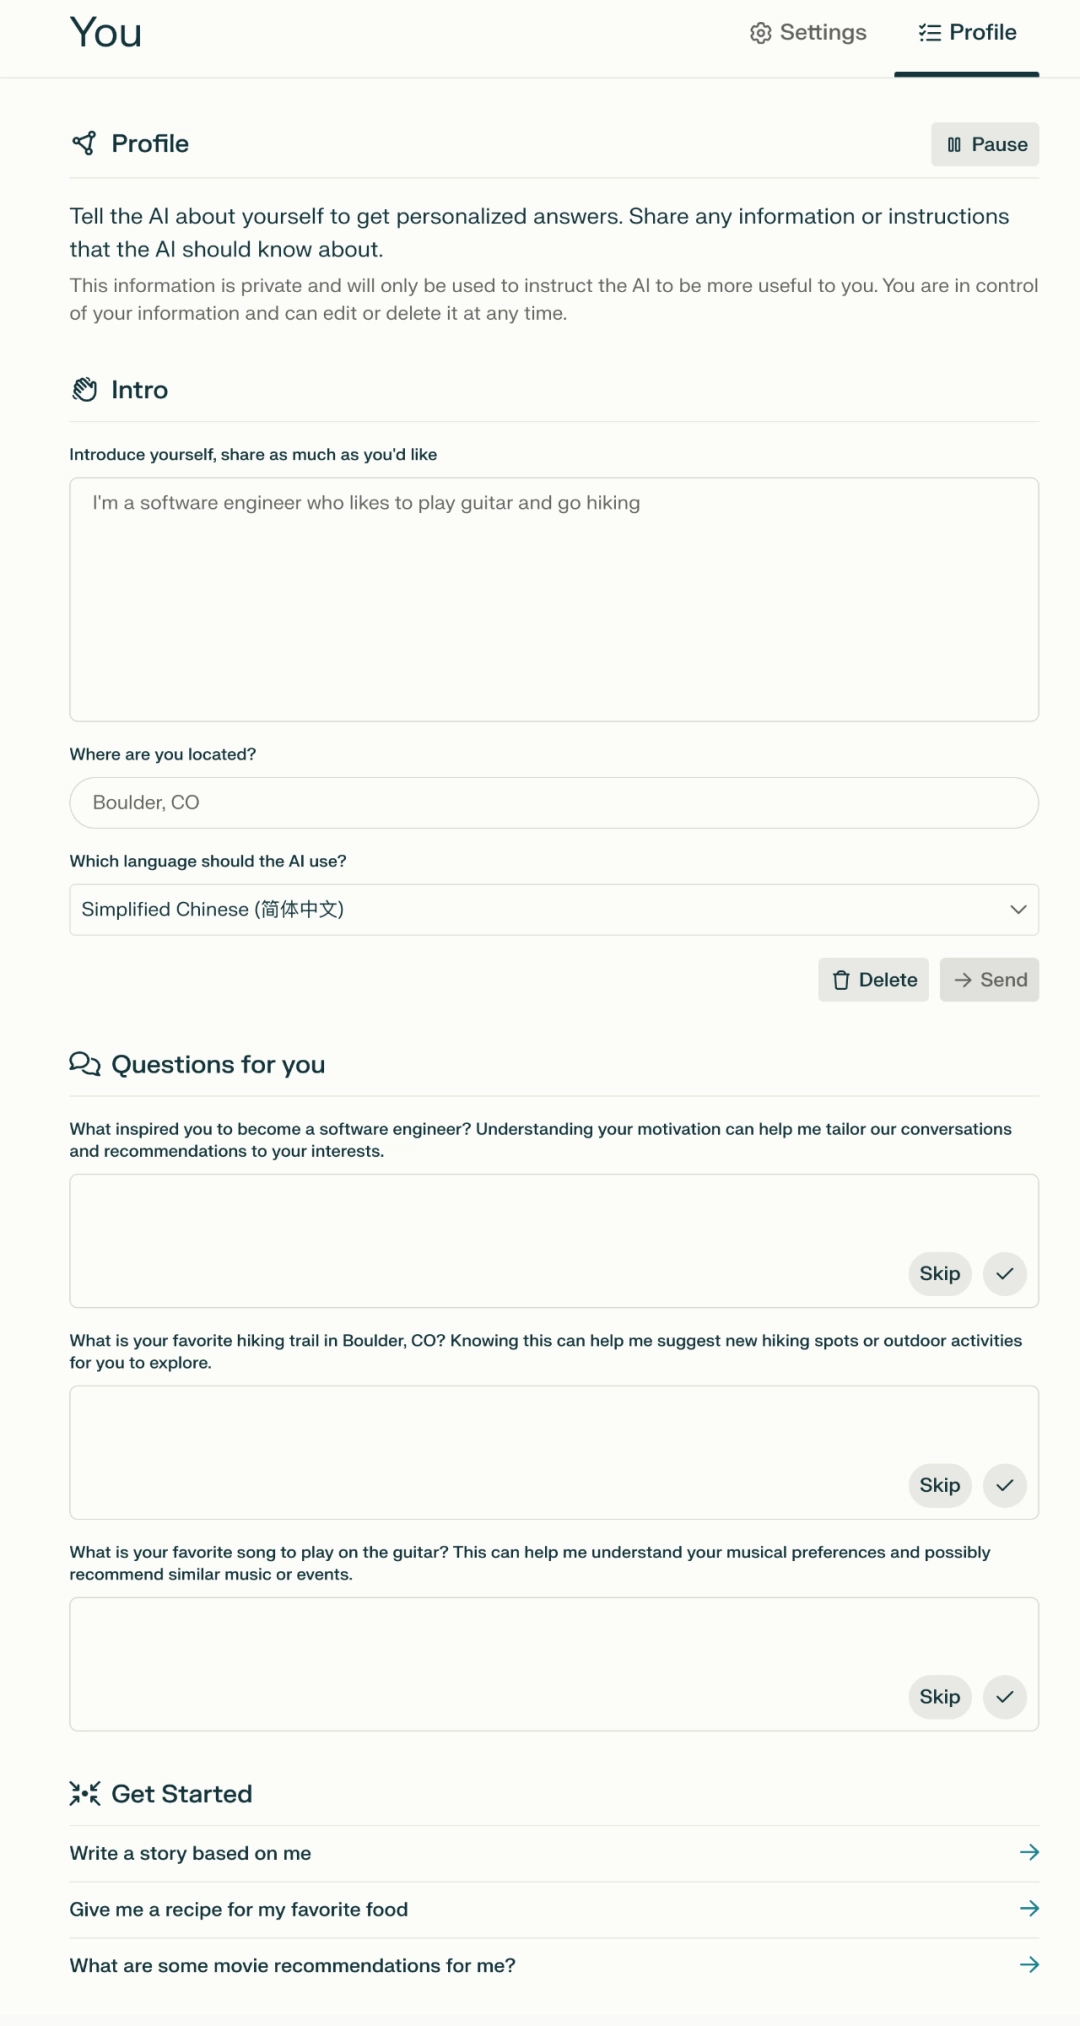 You
Settings
Profile
Profile
Pause
Tell the AI about yourself to get personalized answers. Share any information or instructions
that the AI should know about.
This information is private and will only be used to instruct the AI to be more useful to you. You are in control
of your information and can edit or delete it at any time.
Intro
Introduce yourself, share as much as you'd like
I'm a software engineer who likes to play guitar and go hiking
Where are you located?
Boulder, CO
Which language should the AI use?
Simplified Chinese (简体中文)
Delete
Send
Questions for you
What inspired you to become a software engineer? Understanding your motivation can help me tailor our conversations
and recommendations to your interests.
Skip
What is your favorite hiking trail in Boulder, CO? Knowing this can help me suggest new hiking spots or outdoor activities
for you to explore.
Skip
What is your favorite song to play on the guitar? This can help me understand your musical preferences and possibly
recommend similar music or events.
Skip
Get Started
Write a story based on me
Give me a recipe for my favorite food
What are some movie recommendations for me?